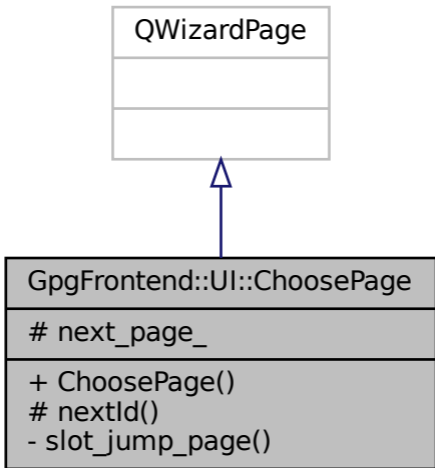 QWizardPage
GpgFrontend::UI::ChoosePage
# next_page_
+ ChoosePage()
# nextId()
- slot_jump_page()